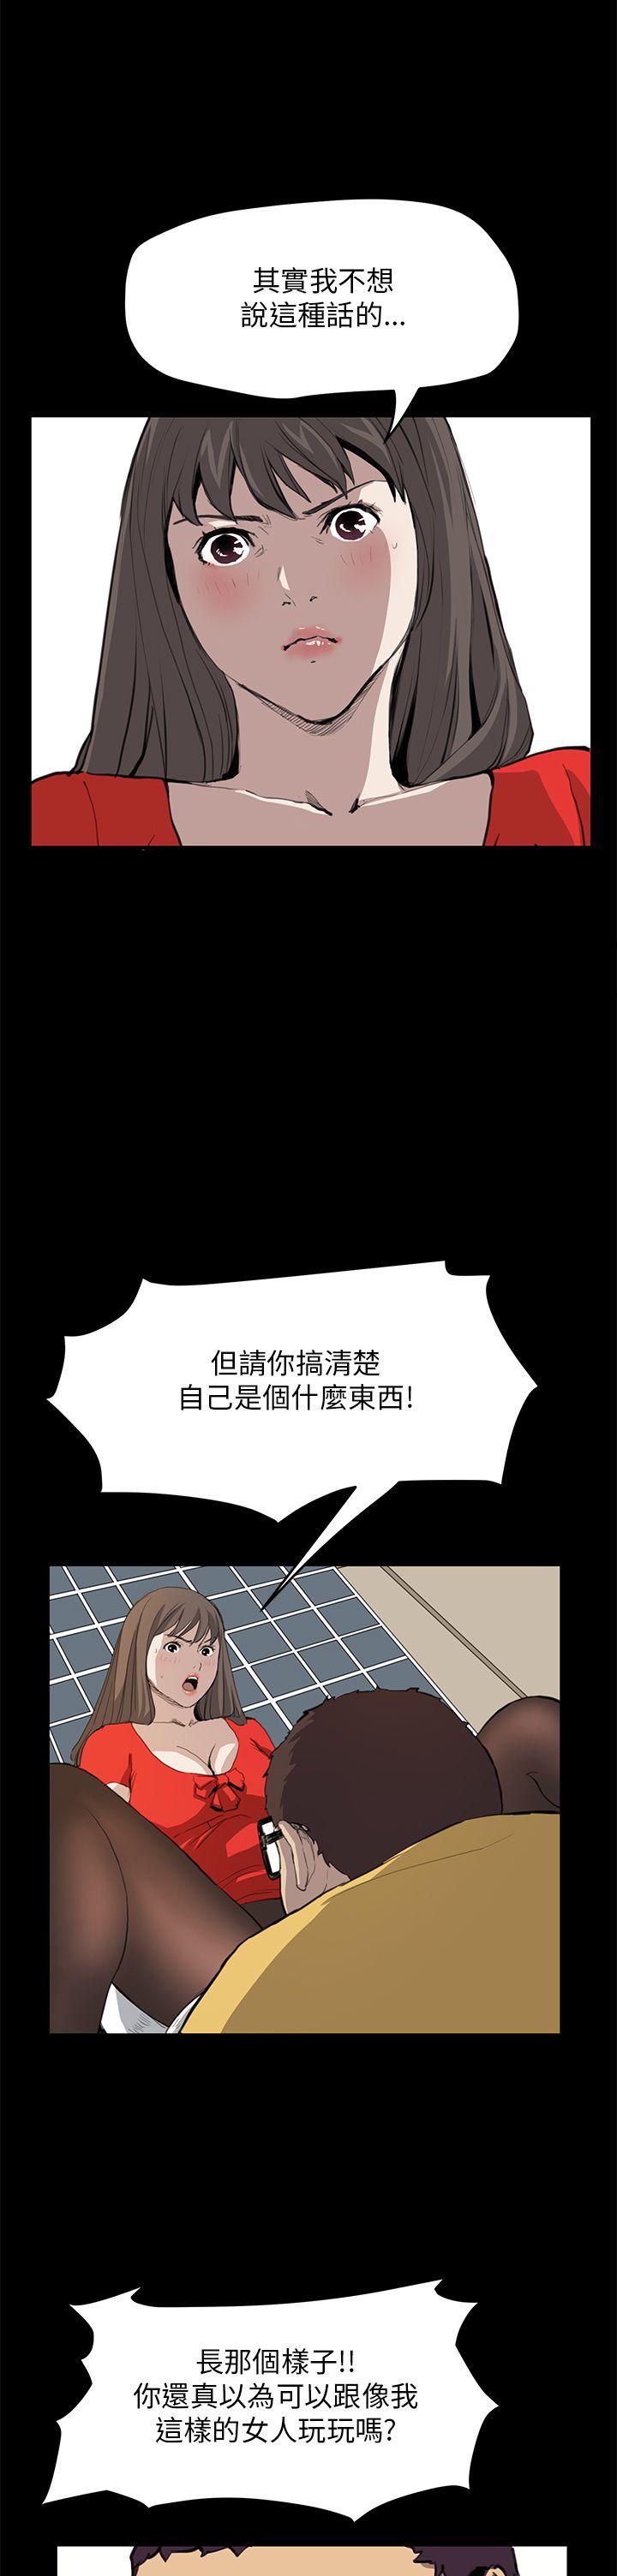 其實我不想
說這種話的...
但請你搞清楚
自己是個什麼東西!
長那個樣子!!
你還真以為可以跟像我
這樣的女人玩玩嗎?